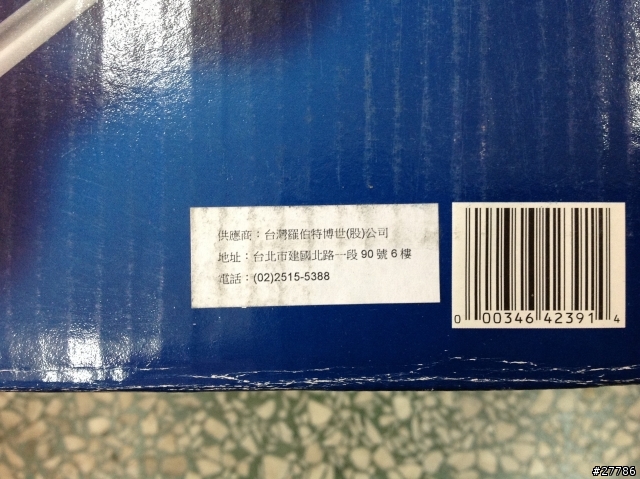 供應商：台灣羅伯特博世(股)公司
地址：台北市建國北路一段 90 號 6 樓
電話：(02)2515-5388
0 00346 42391 4
#27786